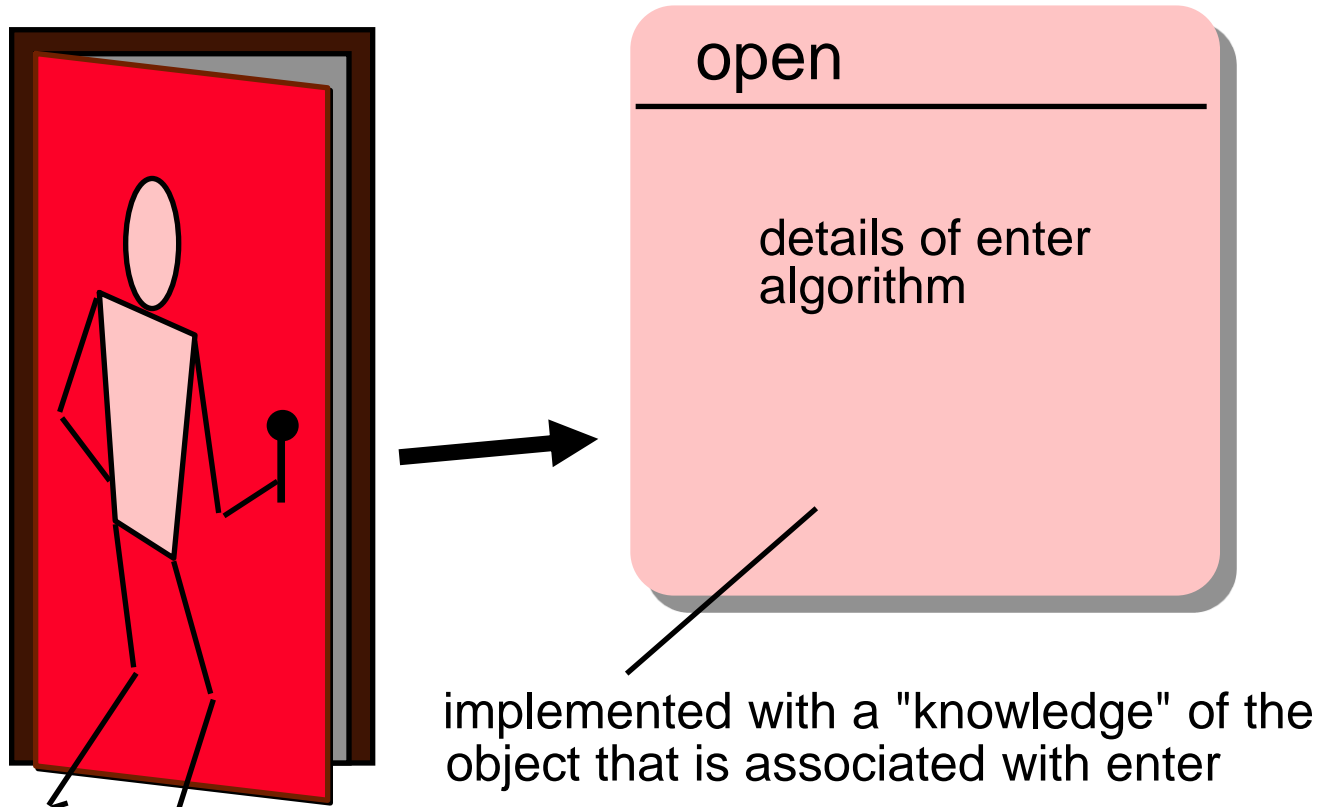 open
details of enter
algorithm
implemented with a "knowledge" of the
object that is associated with enter